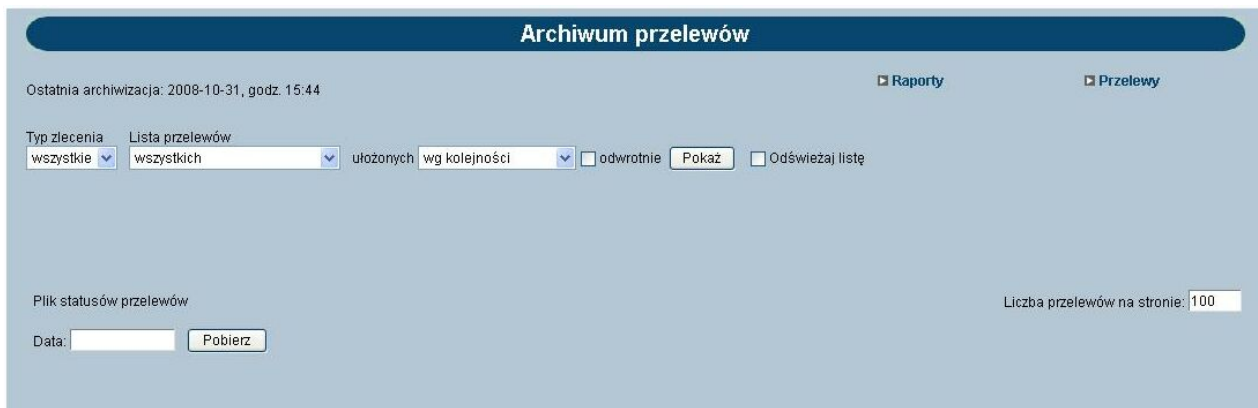 Archiwum przelewów
Ostatnia archiwizacja: 2008-10-31, godz. 15:44
Raporty
Przelewy
Typ zlecenia Lista przelewów
wszystkie wszystkich ułożonych wg kolejności odwrotnie Pokaż Odświeżaj listę
Plik statusów przelewów
Liczba przelewów na stronie: 100
Data: Pobierz